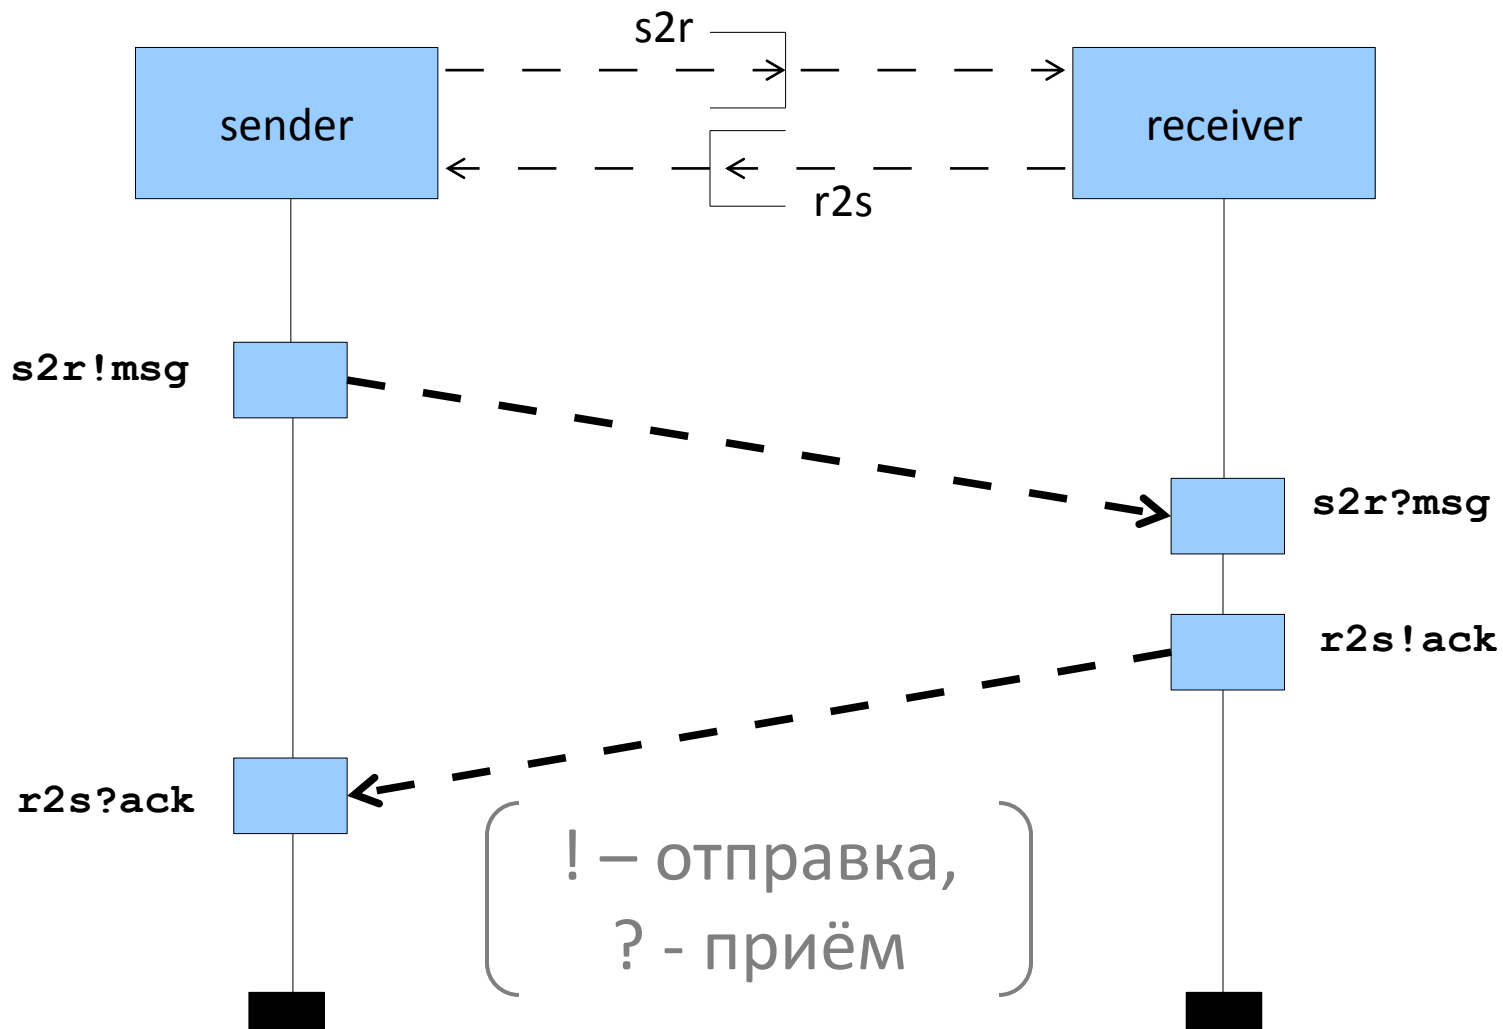 s2r
sender
receiver
r2s
s2r!msg
s2r?msg
r2s!ack
r2s?ack
! – отправка,
? - приём